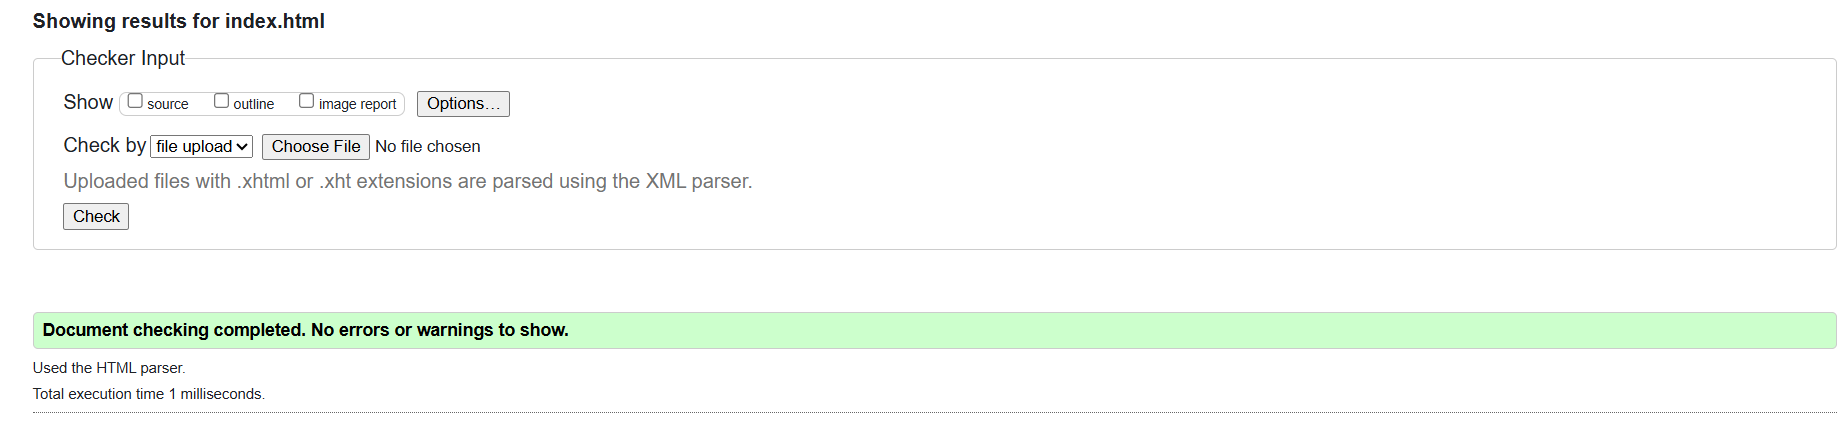 Showing results for index.html
Checker Input
Show source outline image report Options...
Check by file upload Choose File No file chosen
Uploaded files with .xhtml or .xht extensions are parsed using the XML parser.
Check
Document checking completed. No errors or warnings to show.
Used the HTML parser.
Total execution time 1 milliseconds.